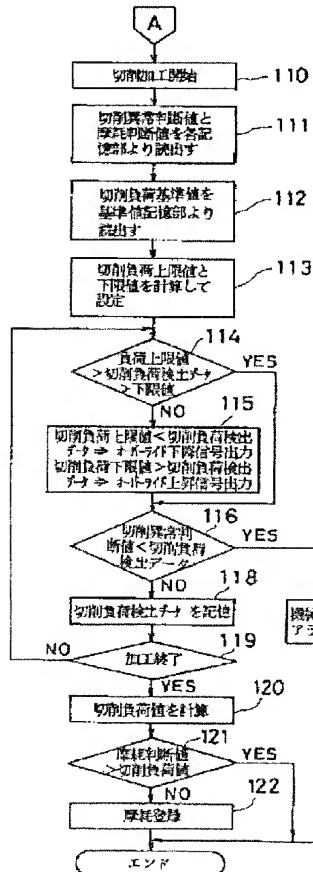 A
切削加工開始
110
切削異常判断値と
摩耗判断値を各記
憶部より読出す
111
切削負荷基準値を
基準値記憶部より
読出す
112
切削負荷上限値と
下限値を計算して
設定
113
負荷上限値
>切削負荷検出データ
>下限値
114
YES
NO
115
切削負荷上限値<切削負荷検出
データ⇒オーバーライド下降信号出力
切削負荷下限値>切削負荷検出
データ⇒オーバーライド上昇信号出力
切削異常判
断値<切削負荷
検出データ
116
YES
NO
118
切削負荷検出データを記憶
機械
ア
NO
加工終了
119
YES
切削負荷値を計算
120
摩耗判断値
>切削負荷値
121
YES
NO
摩耗登録
122
エンド